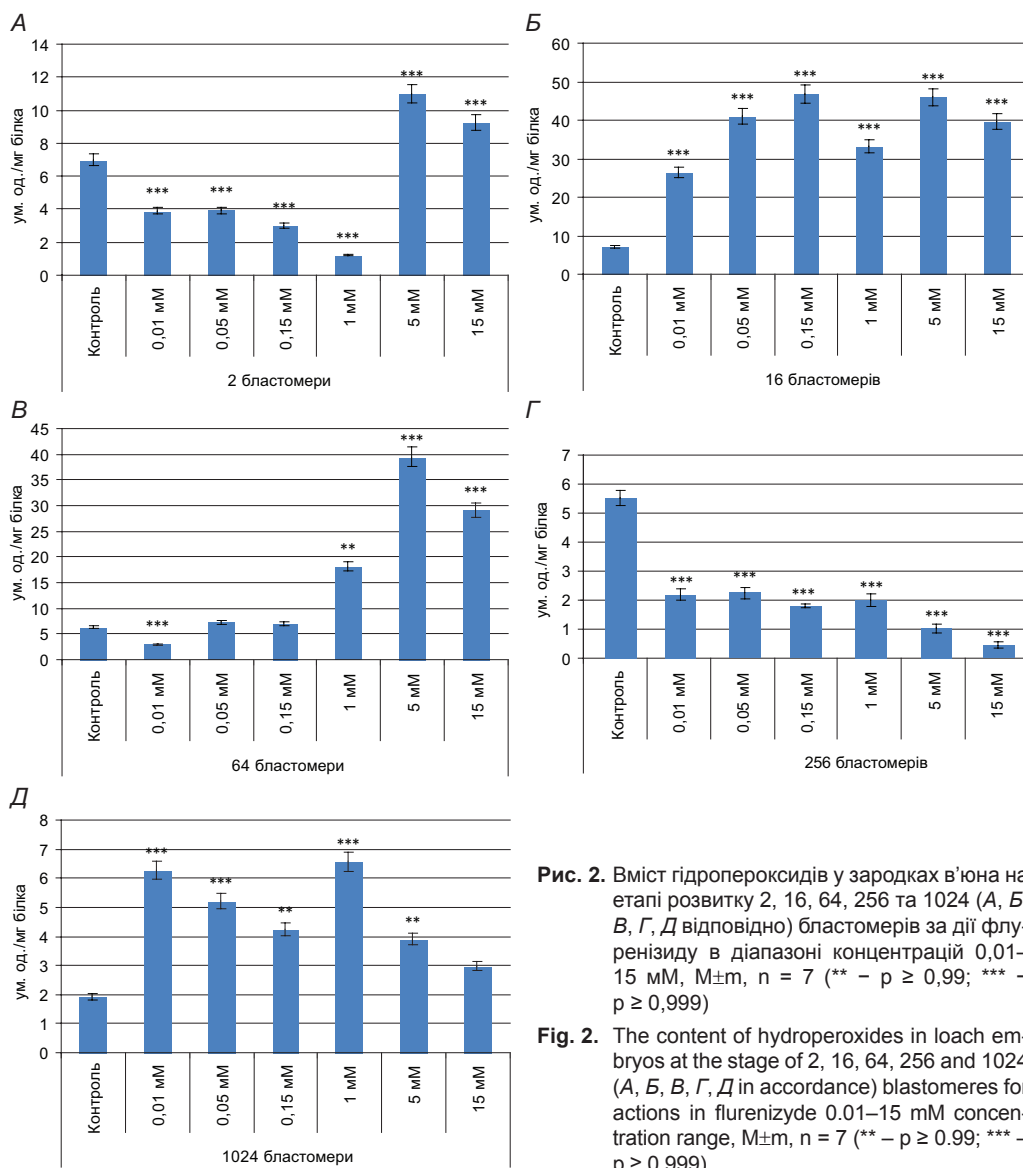 А
14
12
10
8
6
4
2
0
ум. од./мг білка
***
***
***
***
***
***
Контроль
0,01 мМ
0,05 мМ
0,15 мМ
1 мМ
5 мМ
15 мМ
2 бластомери
Б
60
50
40
30
20
10
0
ум. од./мг білка
***
***
***
***
***
***
Контроль
0,01 мМ
0,05 мМ
0,15 мМ
1 мМ
5 мМ
15 мМ
16 бластомерів
В
45
40
35
30
25
20
15
10
5
0
ум. од./мг білка
***
**
***
***
Контроль
0,01 мМ
0,05 мМ
0,15 мМ
1 мМ
5 мМ
15 мМ
64 бластомери
Г
7
6
5
4
3
2
1
0
ум. од./мг білка
***
***
***
***
***
***
Контроль
0,01 мМ
0,05 мМ
0,15 мМ
1 мМ
5 мМ
15 мМ
256 бластомерів
Д
8
7
6
5
4
3
2
1
0
ум. од./мг білка
***
***
**
***
**
Контроль
0,01 мМ
0,05 мМ
0,15 мМ
1 мМ
5 мМ
15 мМ
1024 бластомери
Рис. 2. Вміст гідропероксидів у зародках в'юна на
етапі розвитку 2, 16, 64, 256 та 1024 (А, Б
В, Г, Д відповідно) бластомерів за дії флу-
ренізиду в діапазоні концентрацій 0,01–
15 мМ, M±m, n = 7 (** − p ≥ 0,99; *** −
p ≥ 0,999)
Fig. 2. The content of hydroperoxides in loach em-
bryos at the stage of 2, 16, 64, 256 and 1024
(А, Б, В, Г, Д in accordance) blastomeres for
actions in flurenizyde 0.01–15 mM concen-
tration range, M±m, n = 7 (** – p ≥ 0.99; *** –
p ≥ 0.999)